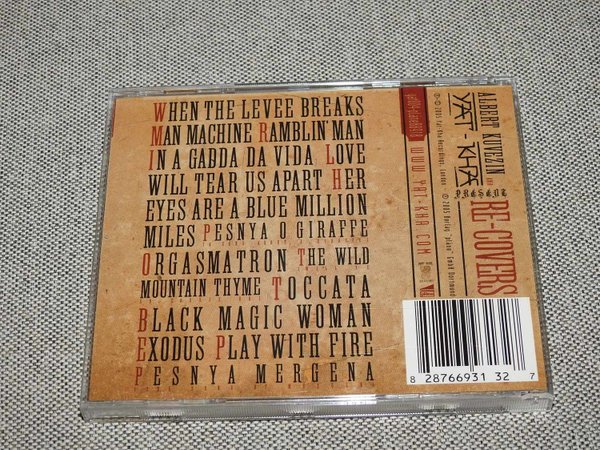 WHEN THE LEVEE BREAKS
MAN MACHINE RAMBLIN' MAN
IN A GADDA DA VIDA LOVE
WILL TEAR US APART HER
EYES ARE A BLUE MILLION
MILES PESNYA O GIRAFFE
ORGASMATRON THE WILD
MOUNTAIN THYME TOCCATA
BLACK MAGIC WOMAN
EXODUS PLAY WITH FIRE
PESNYA MERGENA
ALBERT KUVEZIN
YAT-KHA
PRESENT
RE-COVERS
WWW.YAT-KHA.COM
8 28766931 32 7